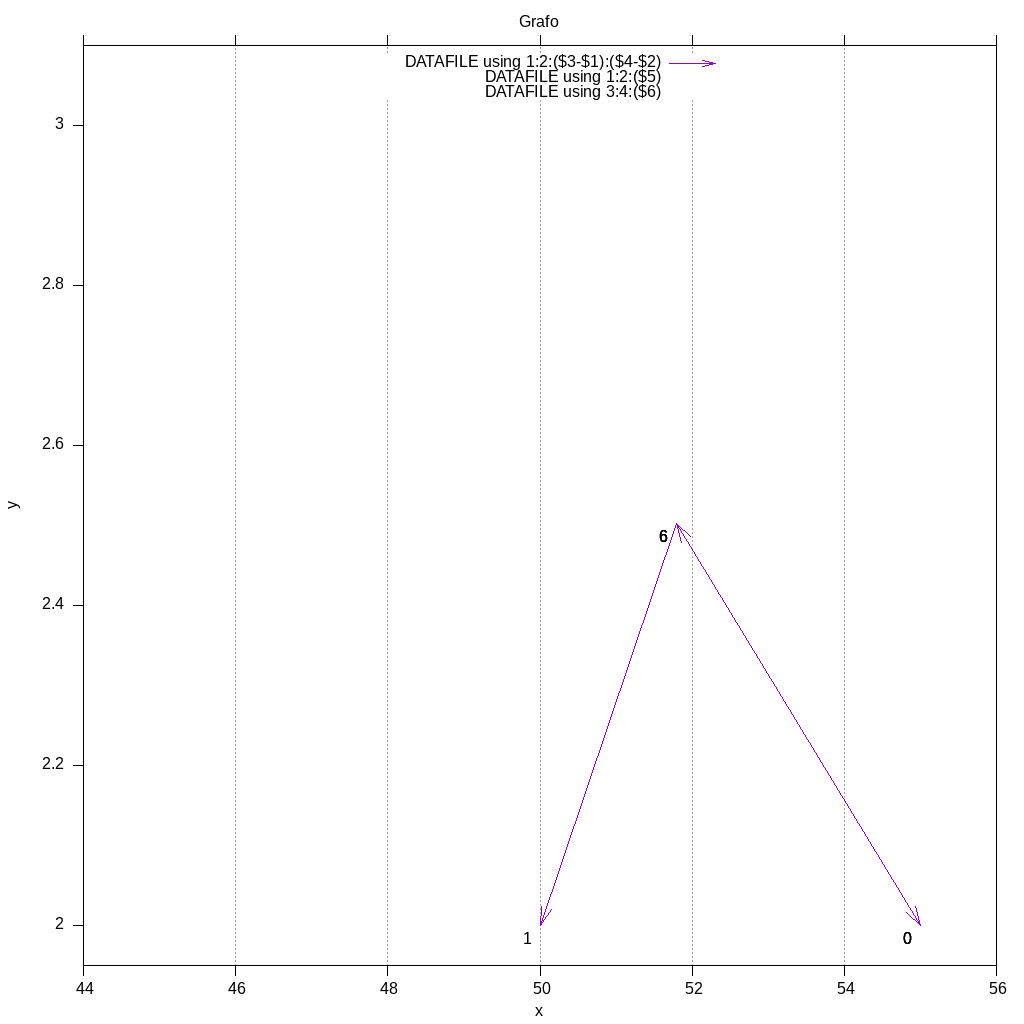 Grafo
DATAFILE using 1:2:($3-$1):($4-$2)
DATAFILE using 1:2:($5)
DATAFILE using 3:4:($6)
3
2.8
2.6
y
6
2.4
2.2
2
1
0
44 46 48 50 52 54 56
x